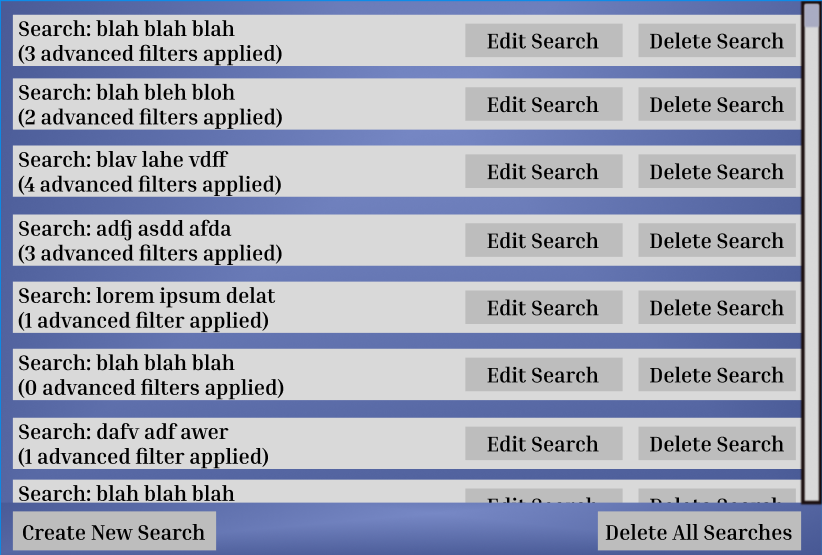 Search: blah blah blah
(3 advanced filters applied)
Edit Search
Delete Search
Search: blah bleh bloh
(2 advanced filters applied)
Edit Search
Delete Search
Search: blav lahe vdff
(4 advanced filters applied)
Edit Search
Delete Search
Search: adfj asdd afda
(3 advanced filters applied)
Edit Search
Delete Search
Search: lorem ipsum delat
(1 advanced filter applied)
Edit Search
Delete Search
Search: blah blah blah
(0 advanced filters applied)
Edit Search
Delete Search
Search: dafv adf awer
(1 advanced filter applied)
Edit Search
Delete Search
Search: blah blah blah
Edit Search
Delete Search
Create New Search
Delete All Searches